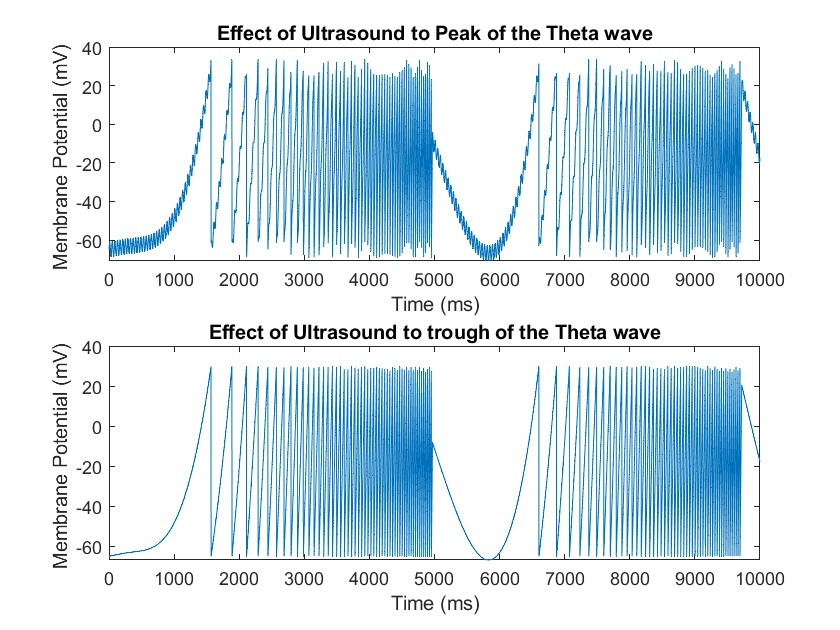 Effect of Ultrasound to Peak of the Theta wave
Membrane Potential (mV)
40
20
0
-20
-40
-60
0 1000 2000 3000 4000 5000 6000 7000 8000 9000 10000
Time (ms)
Effect of Ultrasound to trough of the Theta wave
Membrane Potential (mV)
40
20
0
-20
-40
-60
0 1000 2000 3000 4000 5000 6000 7000 8000 9000 10000
Time (ms)